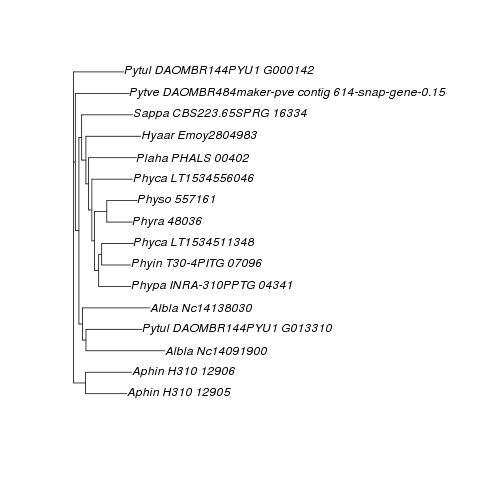 Pytul DAOMBR144PYU1 G000142
Pytve DAOMBR484maker-pve contig 614-snap-gene-0.15
Sappa CBS223.65SPRG 16334
Hyaar Emoy2804983
Plaha PHALS 00402
Phyca LT1534556046
Physo 557161
Phyra 48036
Phyca LT1534511348
Phyin T30-4PITG 07096
Phypa INRA-310PPTG 04341
Albla Nc14138030
Pytul DAOMBR144PYU1 G013310
Albla Nc14091900
Aphin H310 12906
Aphin H310 12905